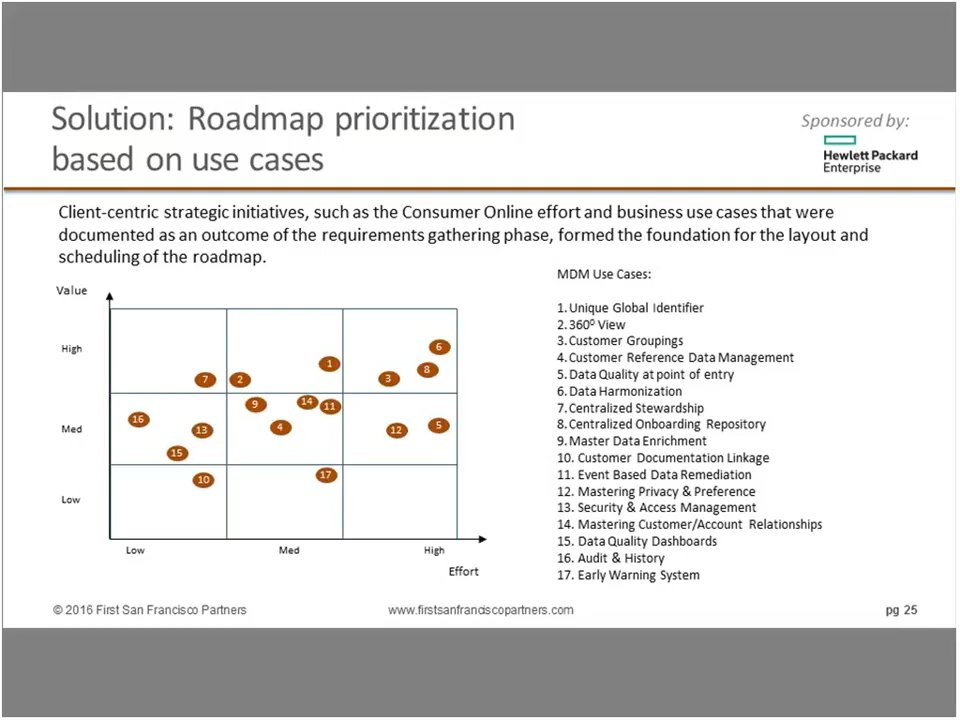 Solution: Roadmap prioritization
based on use cases
Sponsored by:
Hewlett Packard
Enterprise
Client-centric strategic initiatives, such as the Consumer Online effort and business use cases that were
documented as an outcome of the requirements gathering phase, formed the foundation for the layout and
scheduling of the roadmap.
Value
High
Med
Low
6
1
8
7
2
3
9
14
11
16
4
13
12
5
15
10
17
Low
Med
High
Effort
MDM Use Cases:
1. Unique Global Identifier
2. 360⁰ View
3. Customer Groupings
4. Customer Reference Data Management
5. Data Quality at point of entry
6. Data Harmonization
7. Centralized Stewardship
8. Centralized Onboarding Repository
9. Master Data Enrichment
10. Customer Documentation Linkage
11. Event Based Data Remediation
12. Mastering Privacy & Preference
13. Security & Access Management
14. Mastering Customer/Account Relationships
15. Data Quality Dashboards
16. Audit & History
17. Early Warning System
© 2016 First San Francisco Partners
www.firstsanfranciscopartners.com
pg 25